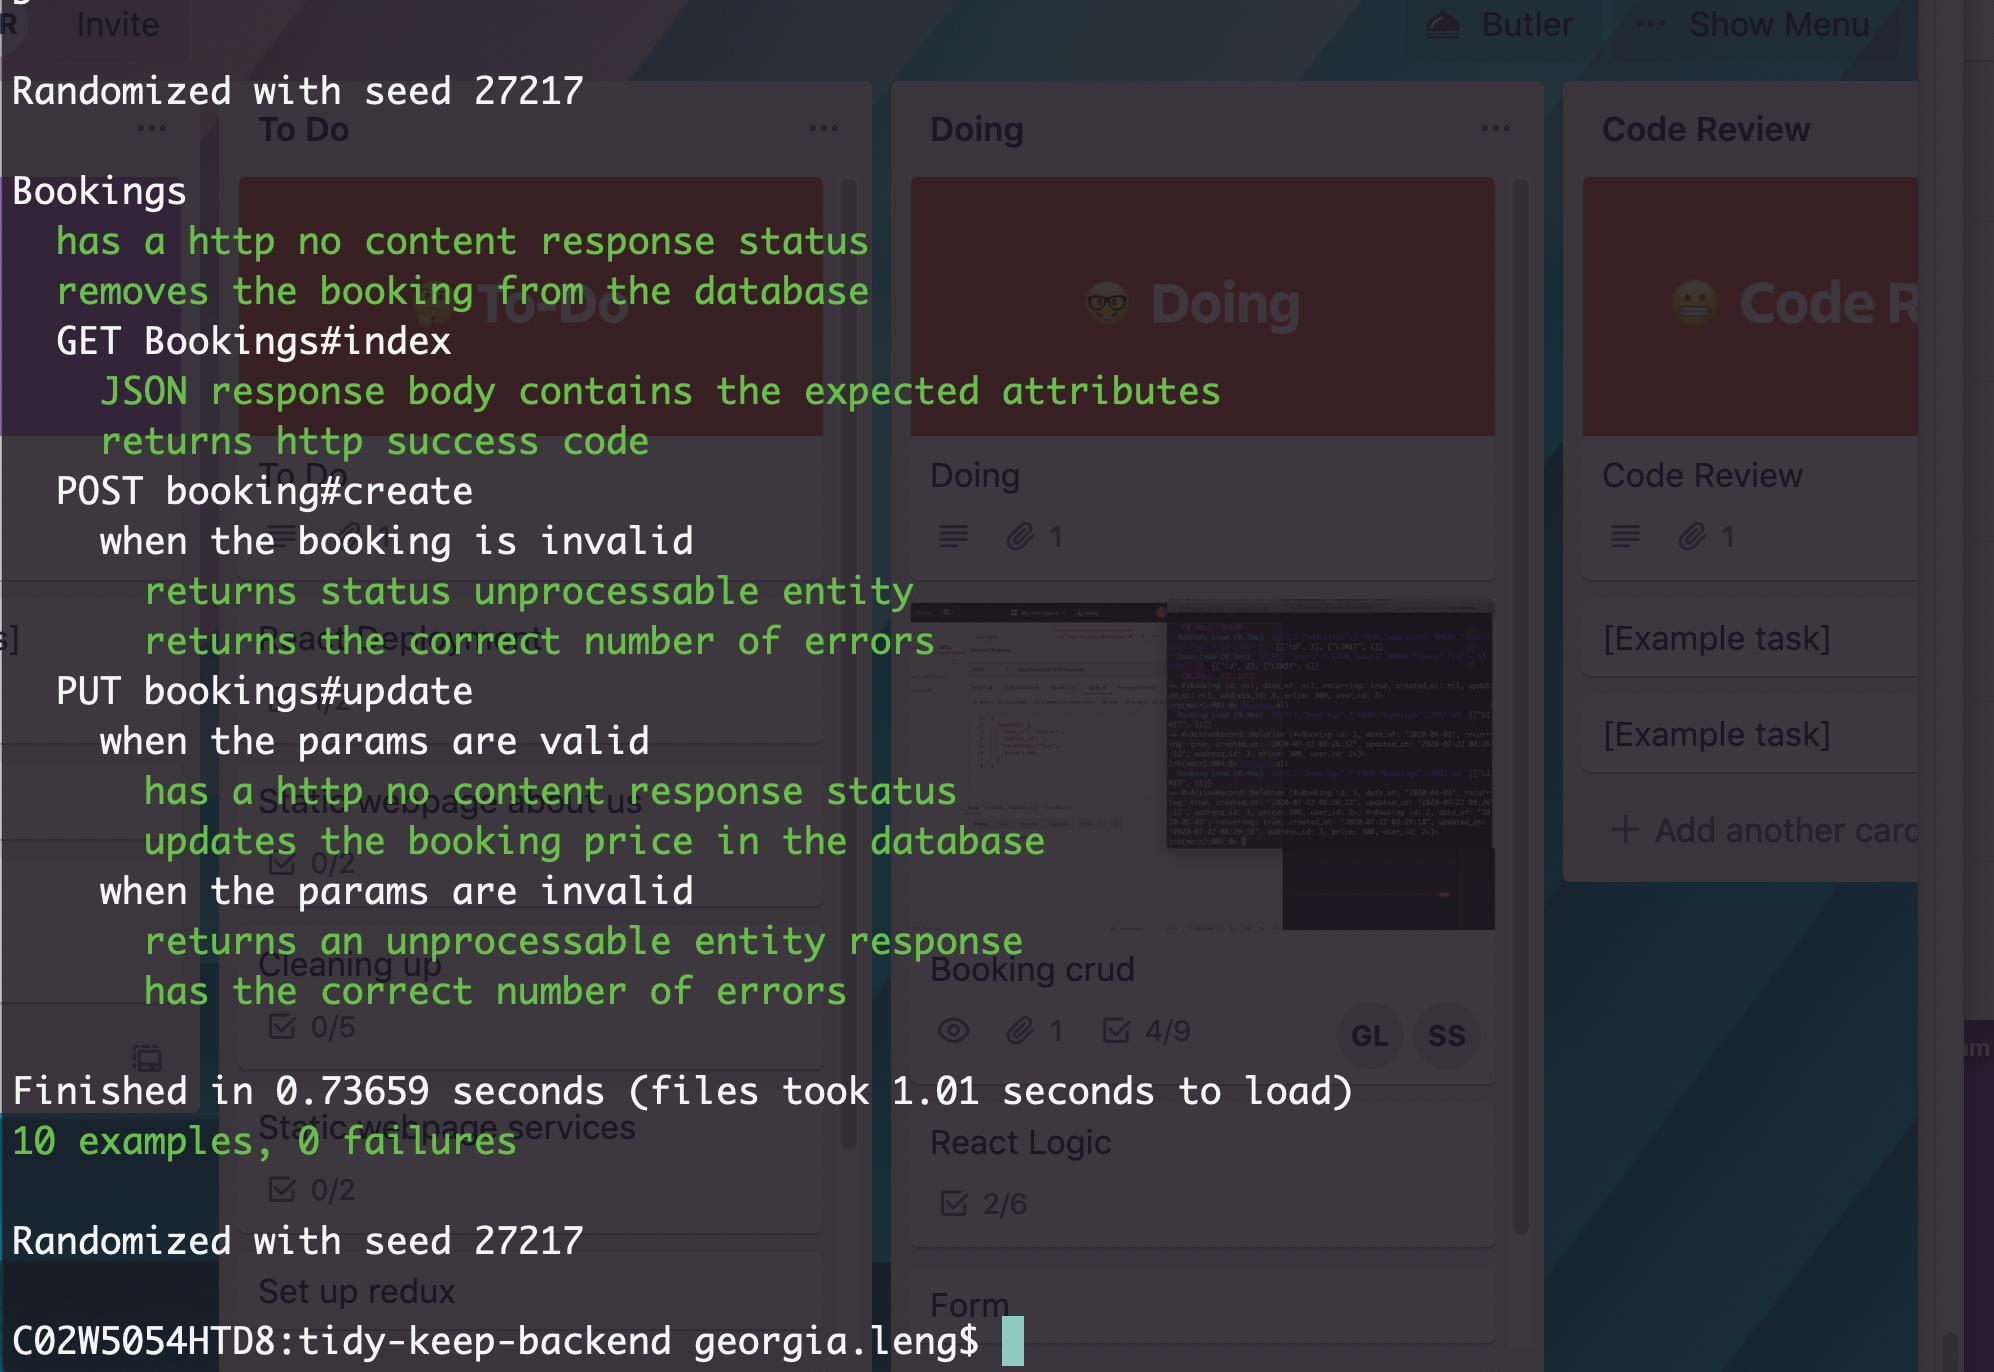 Invite
Butler
··· Show Menu
Randomized with seed 27217
To Do
Doing
Code Review
Bookings
has a http no content response status
removes the booking from the database
To-Do
Doing
Code R
GET Bookings#index
JSON response body contains the expected attributes
returns http success code
To Do
Doing
Code Review
POST booking#create
when the booking is invalid
1
1
1
returns status unprocessable entity
React Deployment
returns the correct number of errors
[Example task]
PUT bookings#update
1/2
when the params are valid
[Example task]
has a http no content response status
Static webpage about us
updates the booking price in the database
0/2
+ Add another card
when the params are invalid
returns an unprocessable entity response
Cleaning up
Booking crud
has the correct number of errors
0/5
1
4/9
GL
SS
Finished in 0.73659 seconds (files took 1.01 seconds to load)
10 examples, 0 failures
Static webpage services
React Logic
0/2
2/6
Randomized with seed 27217
Set up redux
Form
C02W5054HTD8:tidy-keep-backend georgia.leng$